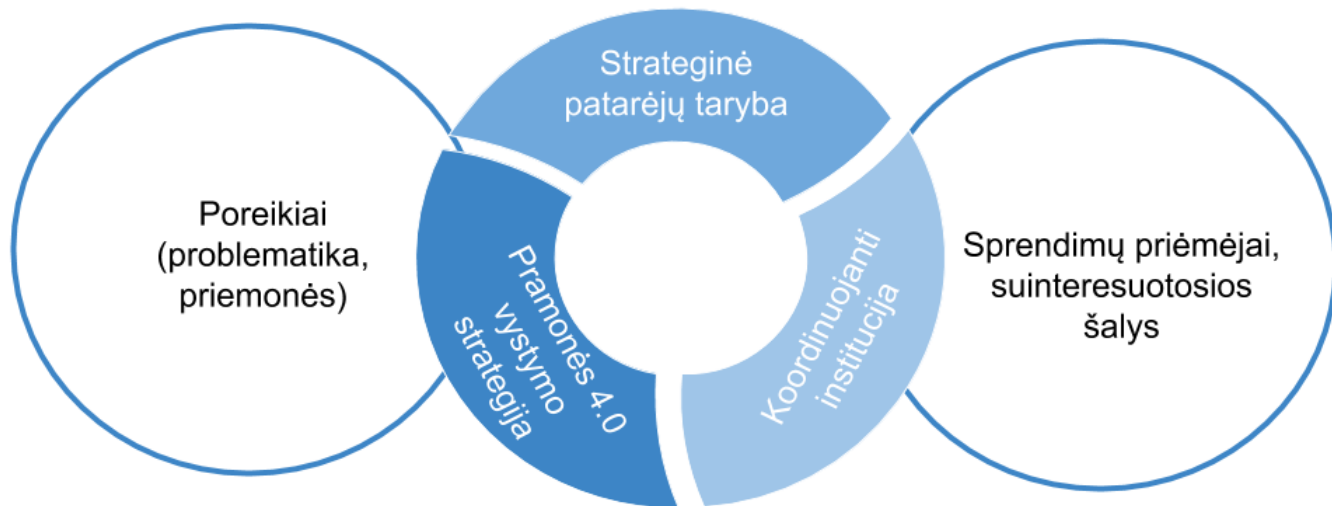 Strateginė
patarėjų taryba
Poreikiai
(problematika,
priemonės)
Pramonės 4.0
vystymo
strategija
Koordinuojanti
institucija
Sprendimų priėmėjai,
suinteresuotosios
šalys